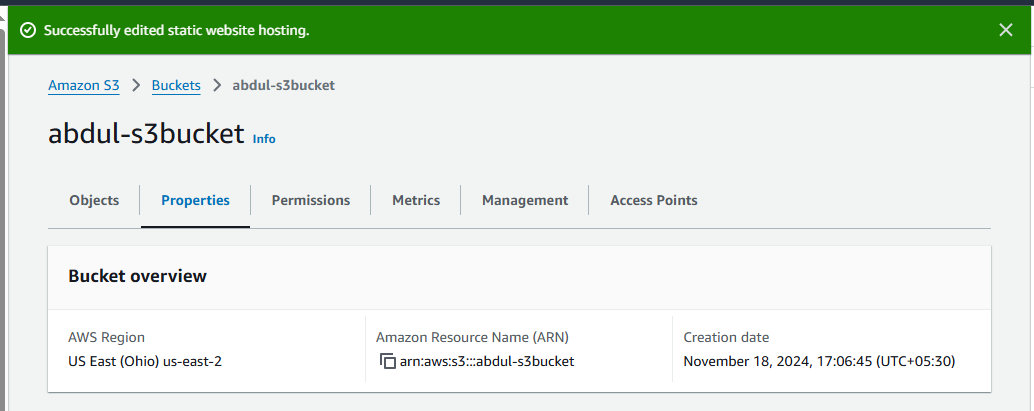 Successfully edited static website hosting.
Amazon S3 > Buckets > abdul-s3bucket
abdul-s3bucket Info
Objects Properties Permissions Metrics Management Access Points
Bucket overview
AWS Region
US East (Ohio) us-east-2
Amazon Resource Name (ARN)
arn:aws:s3:::abdul-s3bucket
Creation date
November 18, 2024, 17:06:45 (UTC+05:30)